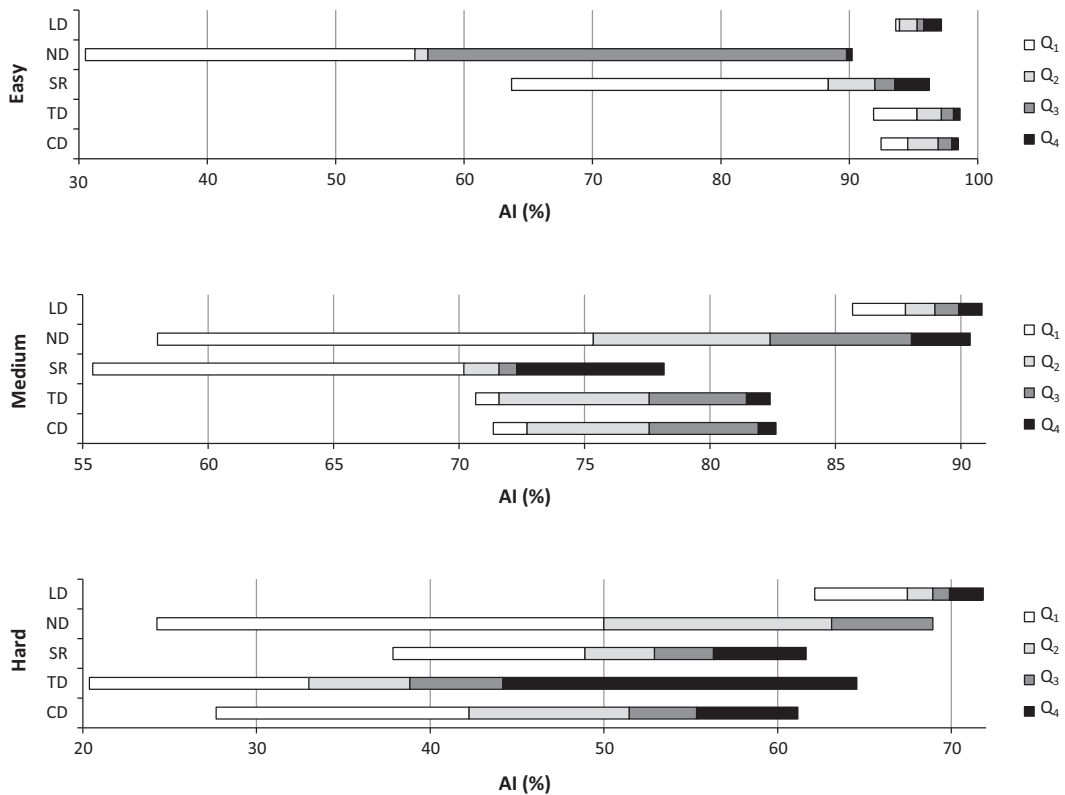 Easy
LD
ND
SR
TD
CD
30 40 50 60 70 80 90 100
AI (%)
Q1
Q2
Q3
Q4
Medium
LD
ND
SR
TD
CD
55 60 65 70 75 80 85 90
AI (%)
Q1
Q2
Q3
Q4
Hard
LD
ND
SR
TD
CD
20 30 40 50 60 70
AI (%)
Q1
Q2
Q3
Q4